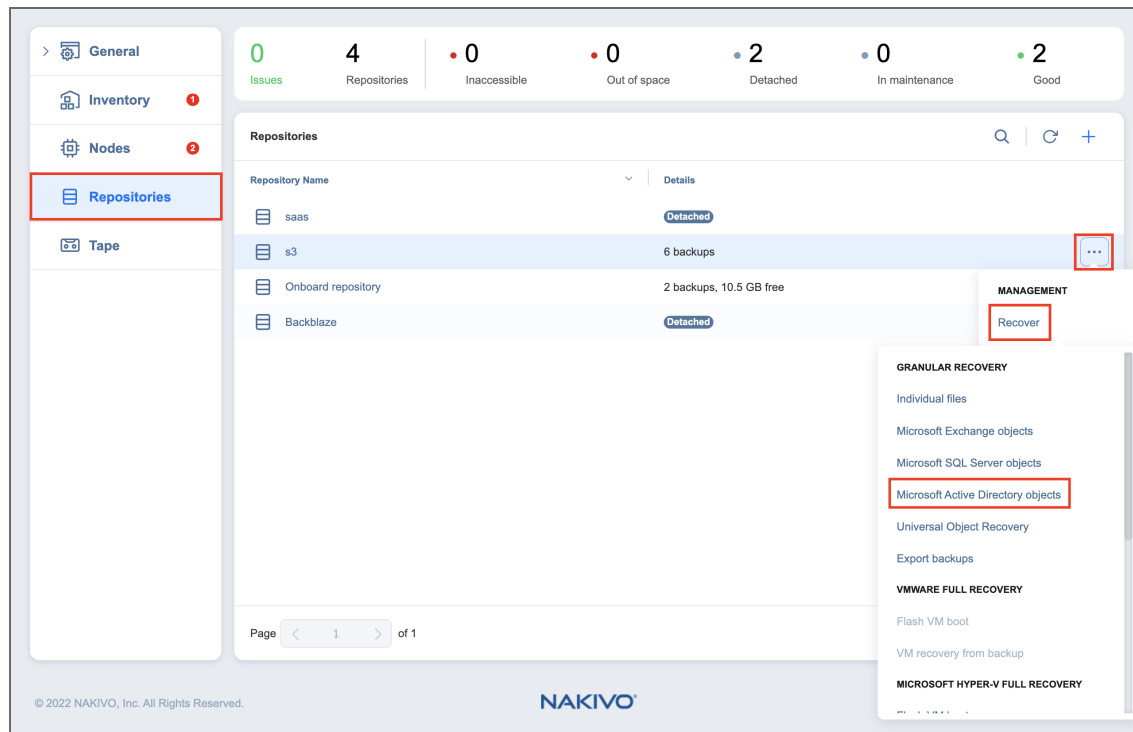 General
Inventory 1
Nodes 2
Repositories
Tape
0 4 0 0 2 0 2
Issues Repositories Inaccessible Out of space Detached In maintenance Good
Repositories
Repository Name Details
saas Detached
s3 6 backups
Onboard repository 2 backups, 10.5 GB free
Backblaze Detached
MANAGEMENT
Recover
GRANULAR RECOVERY
Individual files
Microsoft Exchange objects
Microsoft SQL Server objects
Microsoft Active Directory objects
Universal Object Recovery
Export backups
VMWARE FULL RECOVERY
Flash VM boot
VM recovery from backup
MICROSOFT HYPER-V FULL RECOVERY
Page 1 of 1
© 2022 NAKIVO, Inc. All Rights Reserved.
NAKIVO®